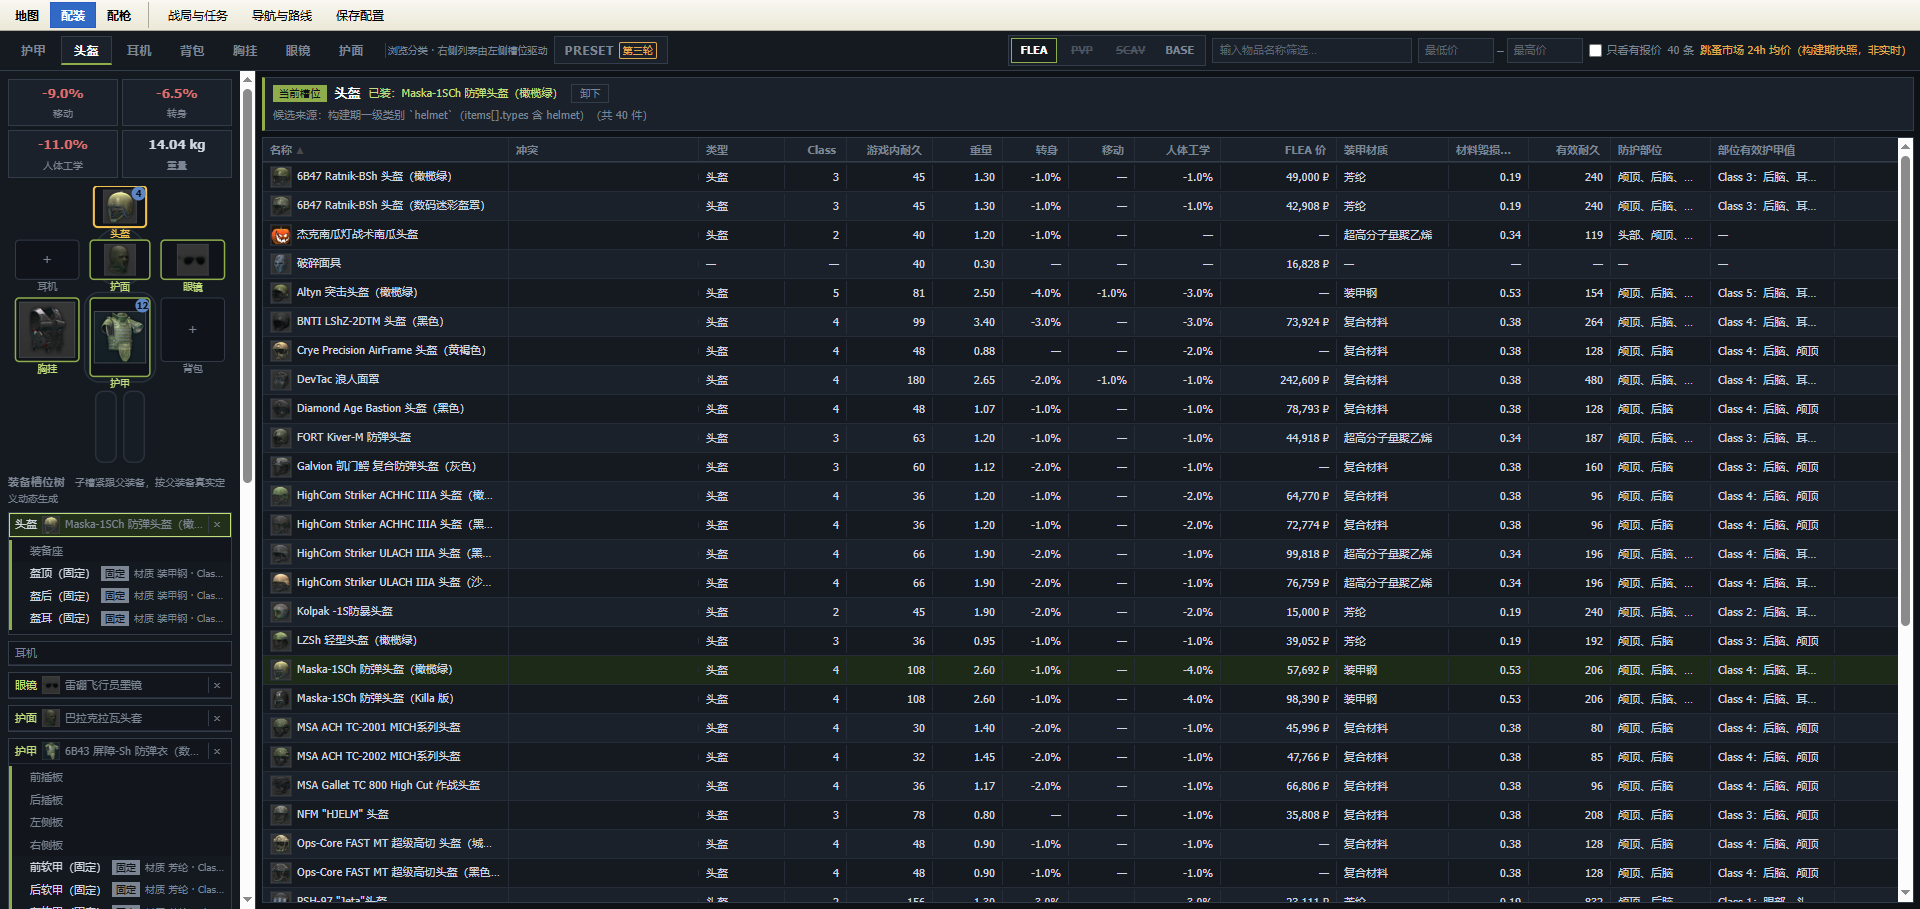 地图 配装 配枪 战局与任务 导航与路线 保存配置
护甲 头盔 耳机 背包 胸挂 眼镜 护面 浏览分类 · 右侧列表由左侧槽位驱动 PRESET 第三轮 FLEA PVP SCAV BASE 输入物品名称筛选... 最低价 – 最高价 只看有报价 40 条 跳蚤市场 24h 均价（构建期快照，非实时）
-9.0% 移动
-6.5% 转身
-11.0% 人体工学
14.04 kg 重量
4
头盔
+ 耳机
护面
眼镜
胸挂
12
护甲
+ 背包
装备槽位树 子槽紧跟父装备，按父装备真实定义动态生成
头盔 Maska-1SCh 防弹头盔（橄... ×
装备座
盔顶（固定） 固定 材质 装甲钢 · Clas...
盔后（固定） 固定 材质 装甲钢 · Clas...
盔耳（固定） 固定 材质 装甲钢 · Clas...
耳机
眼镜 雷硼飞行员墨镜 ×
护面 巴拉克拉瓦头套 ×
护甲 6B43 屏障-Sh 防弹衣（数... ×
前插板
后插板
左侧板
右侧板
前软甲（固定） 固定 材质 芳纶 · Clas...
后软甲（固定） 固定 材质 芳纶 · Clas...
当前槽位 头盔 已装：Maska-1SCh 防弹头盔（橄榄绿） 卸下
候选来源：构建期一级类别 `helmet`（items[].types 含 helmet） （共 40 件）
名称 ▲ 冲突 类型 Class 游戏内耐久 重量 转身 移动 人体工学 FLEA 价 装甲材质 材料毁损... 有效耐久 防护部位 部位有效护甲值
6B47 Ratnik-BSh 头盔（橄榄绿） 头盔 3 45 1.30 -1.0% — -1.0% 49,000 ₽ 芳纶 0.19 240 颅顶、后脑、... Class 3：后脑、耳...
6B47 Ratnik-BSh 头盔（数码迷彩盔罩） 头盔 3 45 1.30 -1.0% — -1.0% 42,908 ₽ 芳纶 0.19 240 颅顶、后脑、... Class 3：后脑、耳...
杰克南瓜灯战术南瓜头盔 头盔 2 40 1.20 -1.0% — — — 超高分子量聚乙烯 0.34 119 头部、颅顶、... —
破碎面具 — — 40 0.30 — — — 16,828 ₽ — — — — —
Altyn 突击头盔（橄榄绿） 头盔 5 81 2.50 -4.0% -1.0% -3.0% — 装甲钢 0.53 154 颅顶、后脑、... Class 5：后脑、耳...
BNTI LShZ-2DTM 头盔（黑色） 头盔 4 99 3.40 -3.0% — -3.0% 73,924 ₽ 复合材料 0.38 264 颅顶、后脑、... Class 4：后脑、耳...
Crye Precision AirFrame 头盔（黄褐色） 头盔 4 48 0.88 — — -2.0% — 复合材料 0.38 128 颅顶、后脑 Class 4：后脑、颅顶
DevTac 浪人面罩 头盔 4 180 2.65 -2.0% -1.0% -1.0% 242,609 ₽ 复合材料 0.38 480 颅顶、后脑、... Class 4：后脑、耳...
Diamond Age Bastion 头盔（黑色） 头盔 4 48 1.07 -1.0% — -1.0% 78,793 ₽ 复合材料 0.38 128 颅顶、后脑 Class 4：后脑、颅顶
FORT Kiver-M 防弹头盔 头盔 3 63 1.20 -1.0% — -1.0% 44,918 ₽ 超高分子量聚乙烯 0.34 187 颅顶、后脑、... Class 3：后脑、耳...
Galvion 凯门鳄 复合防弹头盔（灰色） 头盔 3 60 1.12 -2.0% — -1.0% — 复合材料 0.38 160 颅顶、后脑 Class 3：后脑、颅顶
HighCom Striker ACHHC IIIA 头盔（橄... 头盔 4 36 1.20 -1.0% — -2.0% 64,770 ₽ 复合材料 0.38 96 颅顶、后脑 Class 4：后脑、颅顶
HighCom Striker ACHHC IIIA 头盔（黑... 头盔 4 36 1.20 -1.0% — -2.0% 72,774 ₽ 复合材料 0.38 96 颅顶、后脑 Class 4：后脑、颅顶
HighCom Striker ULACH IIIA 头盔（黑... 头盔 4 66 1.90 -2.0% — -2.0% 99,818 ₽ 超高分子量聚乙烯 0.34 196 颅顶、后脑、... Class 4：后脑、耳...
HighCom Striker ULACH IIIA 头盔（沙... 头盔 4 66 1.90 -2.0% — -2.0% 76,759 ₽ 超高分子量聚乙烯 0.34 196 颅顶、后脑、... Class 4：后脑、耳...
Kolpak -1S防暴头盔 头盔 2 45 1.90 -2.0% — -2.0% 15,000 ₽ 芳纶 0.19 240 颅顶、后脑、... Class 2：后脑、耳...
LZSh 轻型头盔（橄榄绿） 头盔 3 36 0.95 -1.0% — -1.0% 39,052 ₽ 芳纶 0.19 192 颅顶、后脑、... Class 3：后脑、耳...
Maska-1SCh 防弹头盔（橄榄绿） 头盔 4 108 2.60 -1.0% — -4.0% 57,692 ₽ 装甲钢 0.53 206 颅顶、后脑、... Class 4：后脑、耳...
Maska-1SCh 防弹头盔（Killa 版） 头盔 4 108 2.60 -1.0% — -4.0% 98,390 ₽ 装甲钢 0.53 206 颅顶、后脑、... Class 4：后脑、耳...
MSA ACH TC-2001 MICH系列头盔 头盔 4 30 1.40 -2.0% — -1.0% 45,996 ₽ 复合材料 0.38 80 颅顶、后脑 Class 4：后脑、颅顶
MSA ACH TC-2002 MICH系列头盔 头盔 4 32 1.45 -2.0% — -1.0% 47,766 ₽ 复合材料 0.38 85 颅顶、后脑 Class 4：后脑、颅顶
MSA Gallet TC 800 High Cut 作战头盔 头盔 4 36 1.17 -2.0% — -1.0% 66,806 ₽ 复合材料 0.38 96 颅顶、后脑 Class 4：后脑、颅顶
NFM "HJELM" 头盔 头盔 3 78 0.80 — — -1.0% 35,808 ₽ 复合材料 0.38 208 颅顶、后脑 Class 3：后脑、颅顶
Ops-Core FAST MT 超级高切 头盔（城... 头盔 4 48 0.90 -1.0% — -1.0% — 复合材料 0.38 128 颅顶、后脑 Class 4：后脑、颅顶
Ops-Core FAST MT 超级高切头盔（黑色... 头盔 4 48 0.90 -1.0% — -1.0% — 复合材料 0.38 128 颅顶、后脑 Class 4：后脑、颅顶
PSH-97 "Jeta"头盔 头盔 156 1.30 -3.0% — -3.0% 23,111 ₽ 芳纶 0.19 832